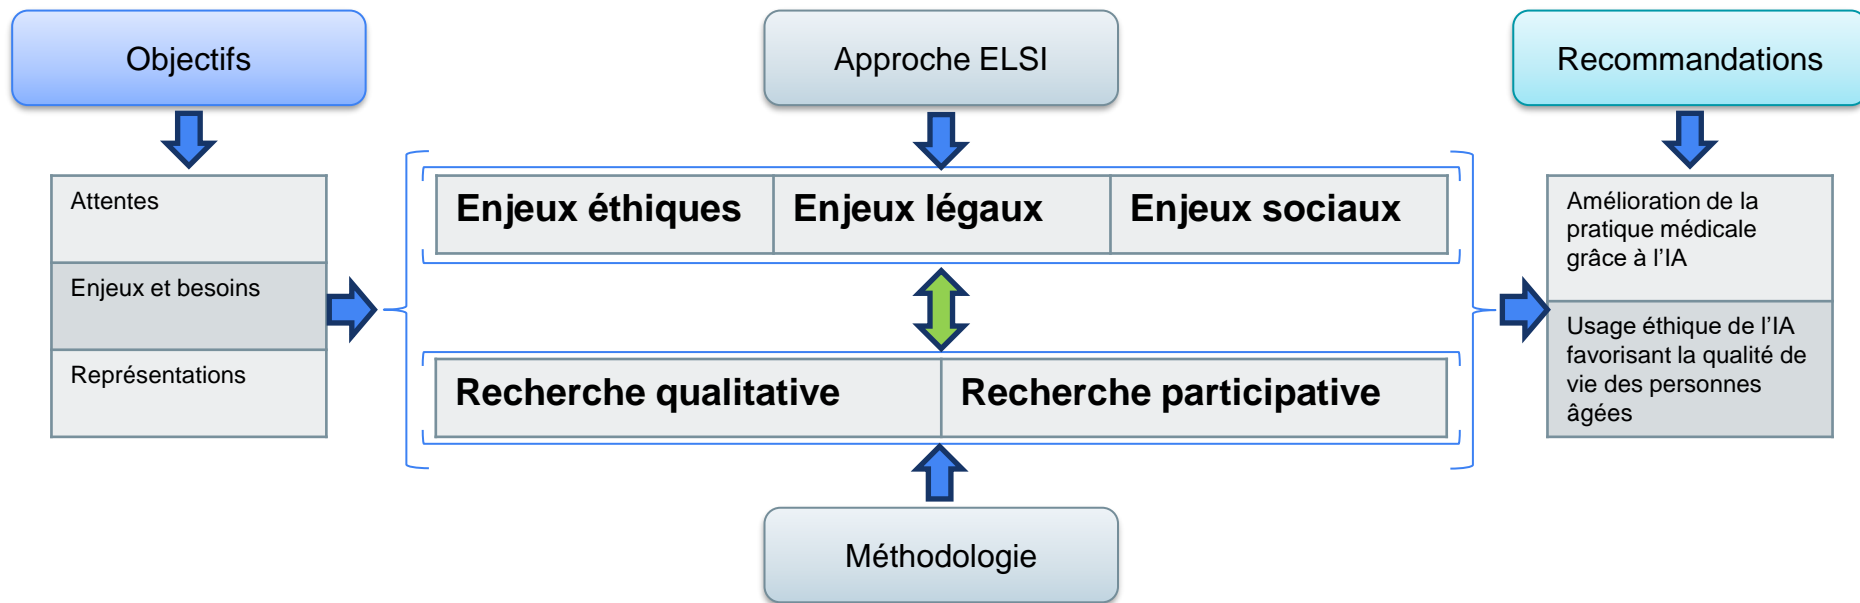 Objectifs
Approche ELSI
Recommandations
Attentes
Enjeux et besoins
Représentations
Enjeux éthiques
Enjeux légaux
Enjeux sociaux
Recherche qualitative
Recherche participative
Méthodologie
Amélioration de la
pratique médicale
grâce à l’IA
Usage éthique de l’IA
favorisant la qualité de
vie des personnes
âgées